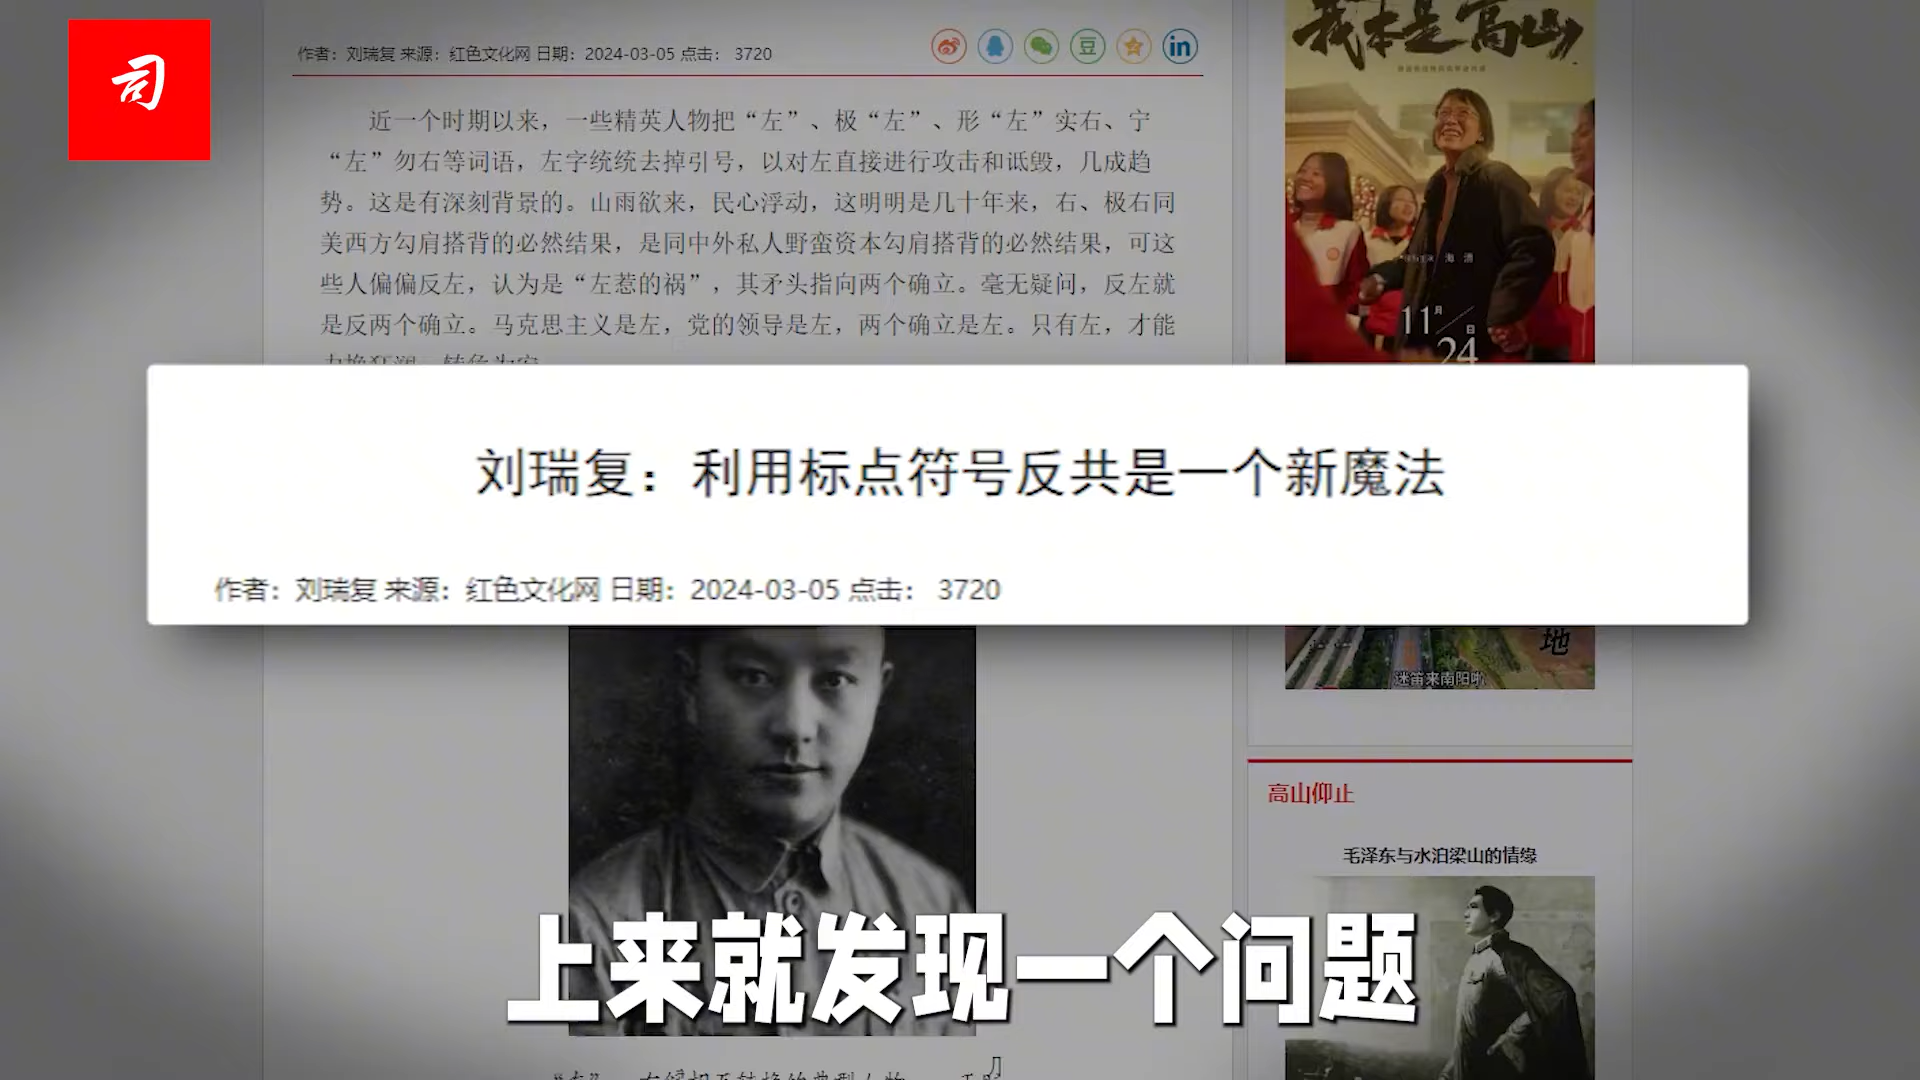 司
作者：刘瑞复 来源：红色文化网 日期：2024-03-05 点击： 3720
近一个时期以来，一些精英人物把“左”、极“左”、形“左”实右、宁
“左”勿右等词语，左字统统去掉引号，以对左直接进行攻击和诋毁，几成趋
势。这是有深刻背景的。山雨欲来，民心浮动，这明明是几十年来，右、极右同
美西方勾肩搭背的必然结果，是同中外私人野蛮资本勾肩搭背的必然结果，可这
些人偏偏反左，认为是“左惹的祸”，其矛头指向两个确立。毫无疑问，反左就
是反两个确立。马克思主义是左，党的领导是左，两个确立是左。只有左，才能
我本是高山
海清
11月
24日
刘瑞复：利用标点符号反共是一个新魔法
作者：刘瑞复 来源：红色文化网 日期：2024-03-05 点击： 3720
地
迷笛来南阳啦
高山仰止
毛泽东与水泊梁山的情缘
上来就发现一个问题